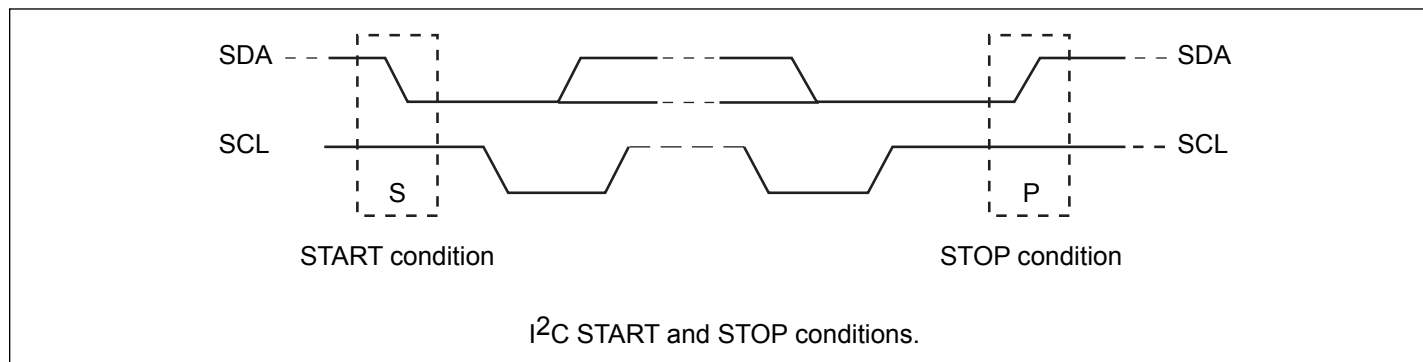 SDA SDA
SCL SCL
S P
START condition STOP condition
I²C START and STOP conditions.